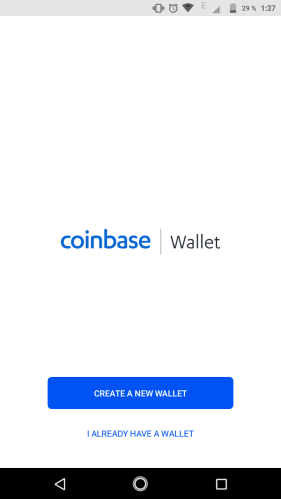 E 29 % 1:37
coinbase | Wallet
CREATE A NEW WALLET
I ALREADY HAVE A WALLET